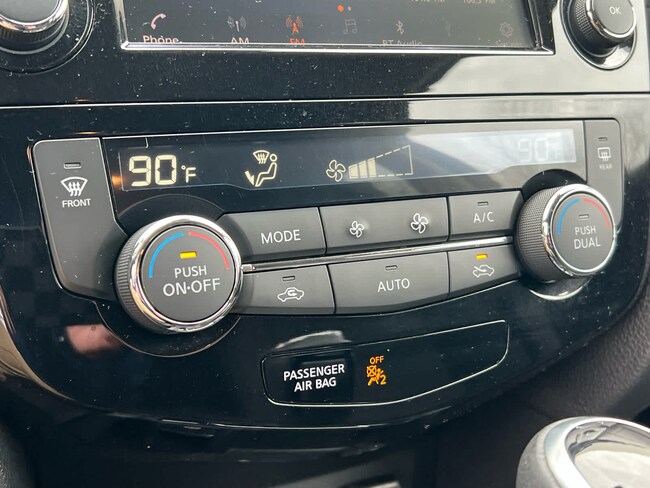 OK
Phone
AM
FM
BT Audio
90°F
90
FRONT
REAR
MODE
A/C
PUSH
ON·OFF
PUSH
DUAL
AUTO
PASSENGER
AIR BAG
OFF
2